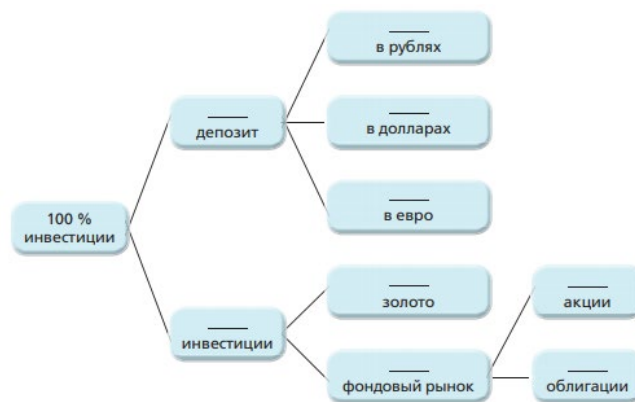 в рублях
депозит
в долларах
в евро
100 %
инвестиции
инвестиции
золото
фондовый рынок
акции
облигации